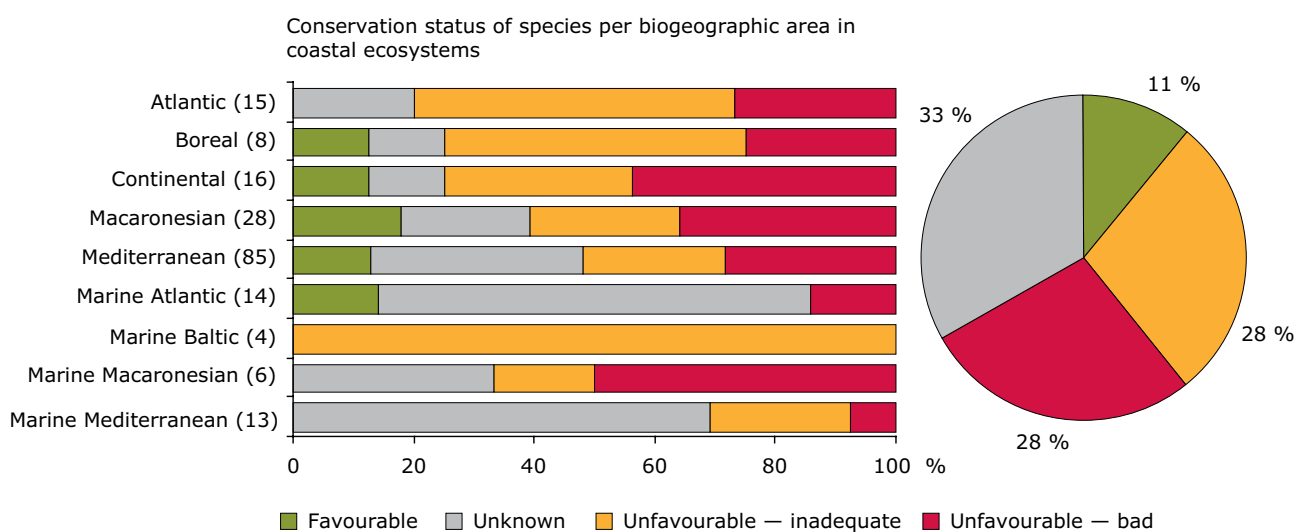 Conservation status of species per biogeographic area in
coastal ecosystems
Atlantic (15)
Boreal (8)
Continental (16)
Macaronesian (28)
Mediterranean (85)
Marine Atlantic (14)
Marine Baltic (4)
Marine Macaronesian (6)
Marine Mediterranean (13)
0 20 40 60 80 100 %
11 %
33 %
28 %
28 %
Favourable Unknown Unfavourable — inadequate Unfavourable — bad